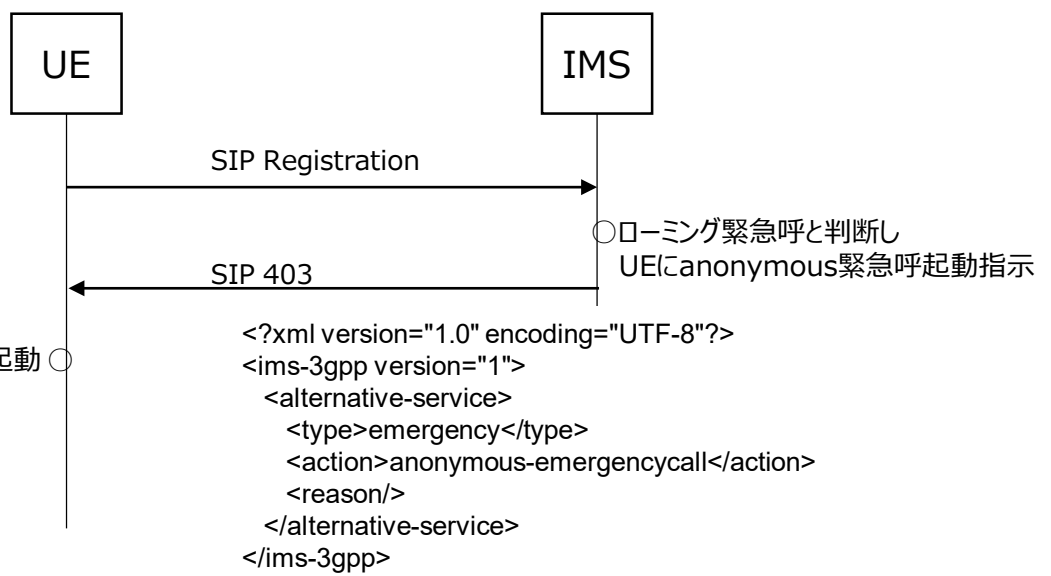 UE
IMS
SIP Registration
○ローミング緊急呼と判断し
UEにanonymous緊急呼起動指示
SIP 403
起動 ○
<?xml version="1.0" encoding="UTF-8"?>
<ims-3gpp version="1">
<alternative-service>
<type>emergency</type>
<action>anonymous-emergencycall</action>
<reason/>
</alternative-service>
</ims-3gpp>